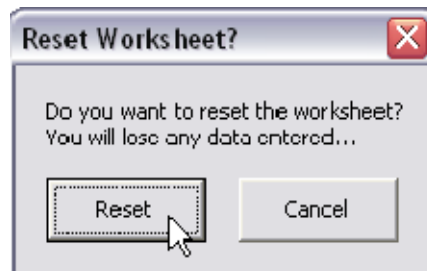 Reset Worksheet?
Do you want to reset the worksheet?
You will lose any data entered...
Reset
Cancel